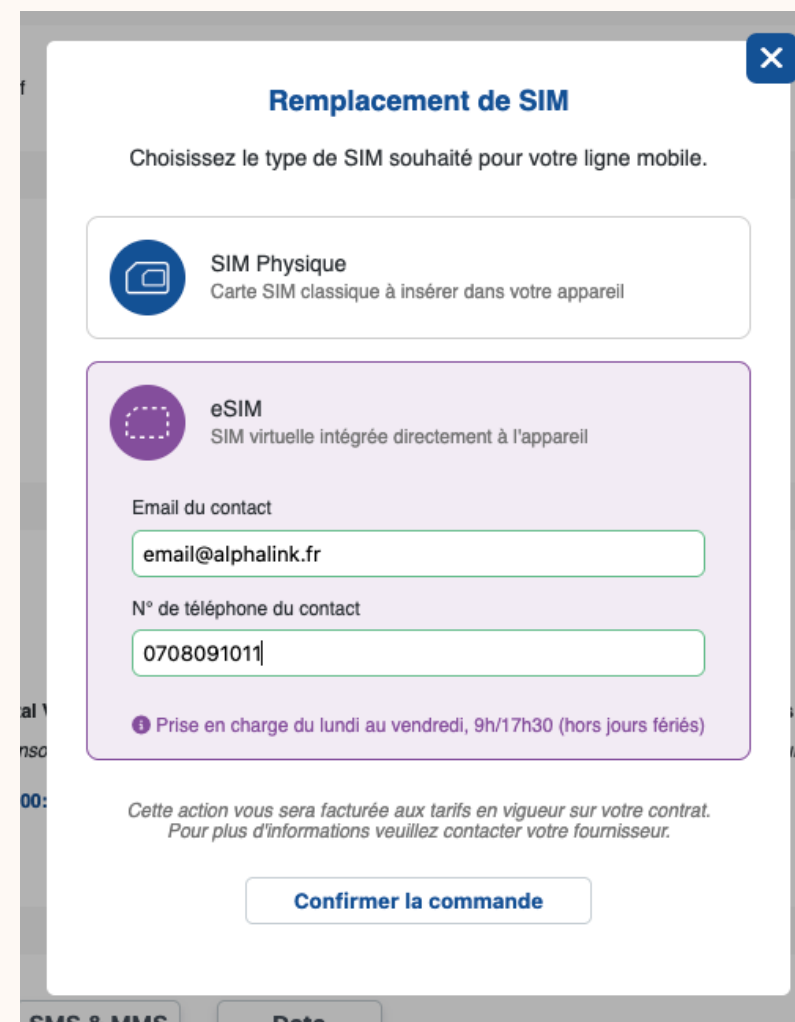 f
Remplacement de SIM
Choisissez le type de SIM souhaité pour votre ligne mobile.
SIM Physique
Carte SIM classique à insérer dans votre appareil
eSIM
SIM virtuelle intégrée directement à l'appareil
Email du contact
email@alphalink.fr
N° de téléphone du contact
0708091011
Prise en charge du lundi au vendredi, 9h/17h30 (hors jours fériés)
00:
Cette action vous sera facturée aux tarifs en vigueur sur votre contrat.
Pour plus d'informations veuillez contacter votre fournisseur.
Confirmer la commande
SMS & MMS
Data